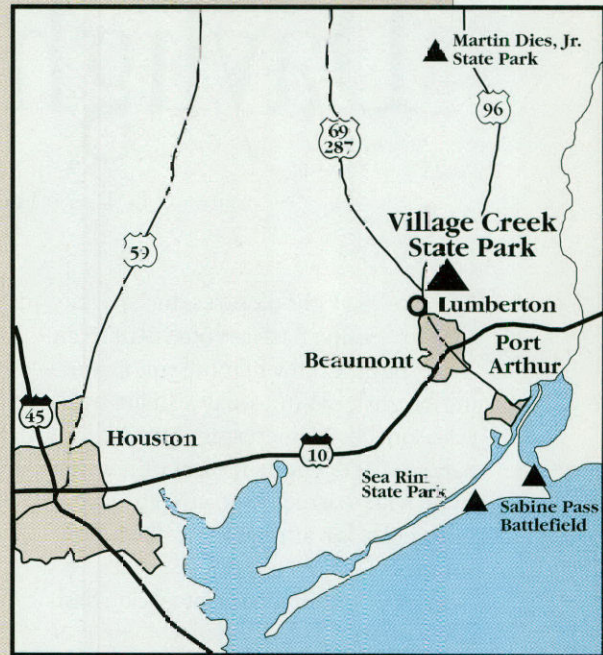 Martin Dies, Jr.
State Park
69
287
96
Village Creek
State Park
59
Lumberton
Port
Arthur
Beaumont
45
Houston
10
Sea Rim
State Park
Sabine Pass
Battlefield